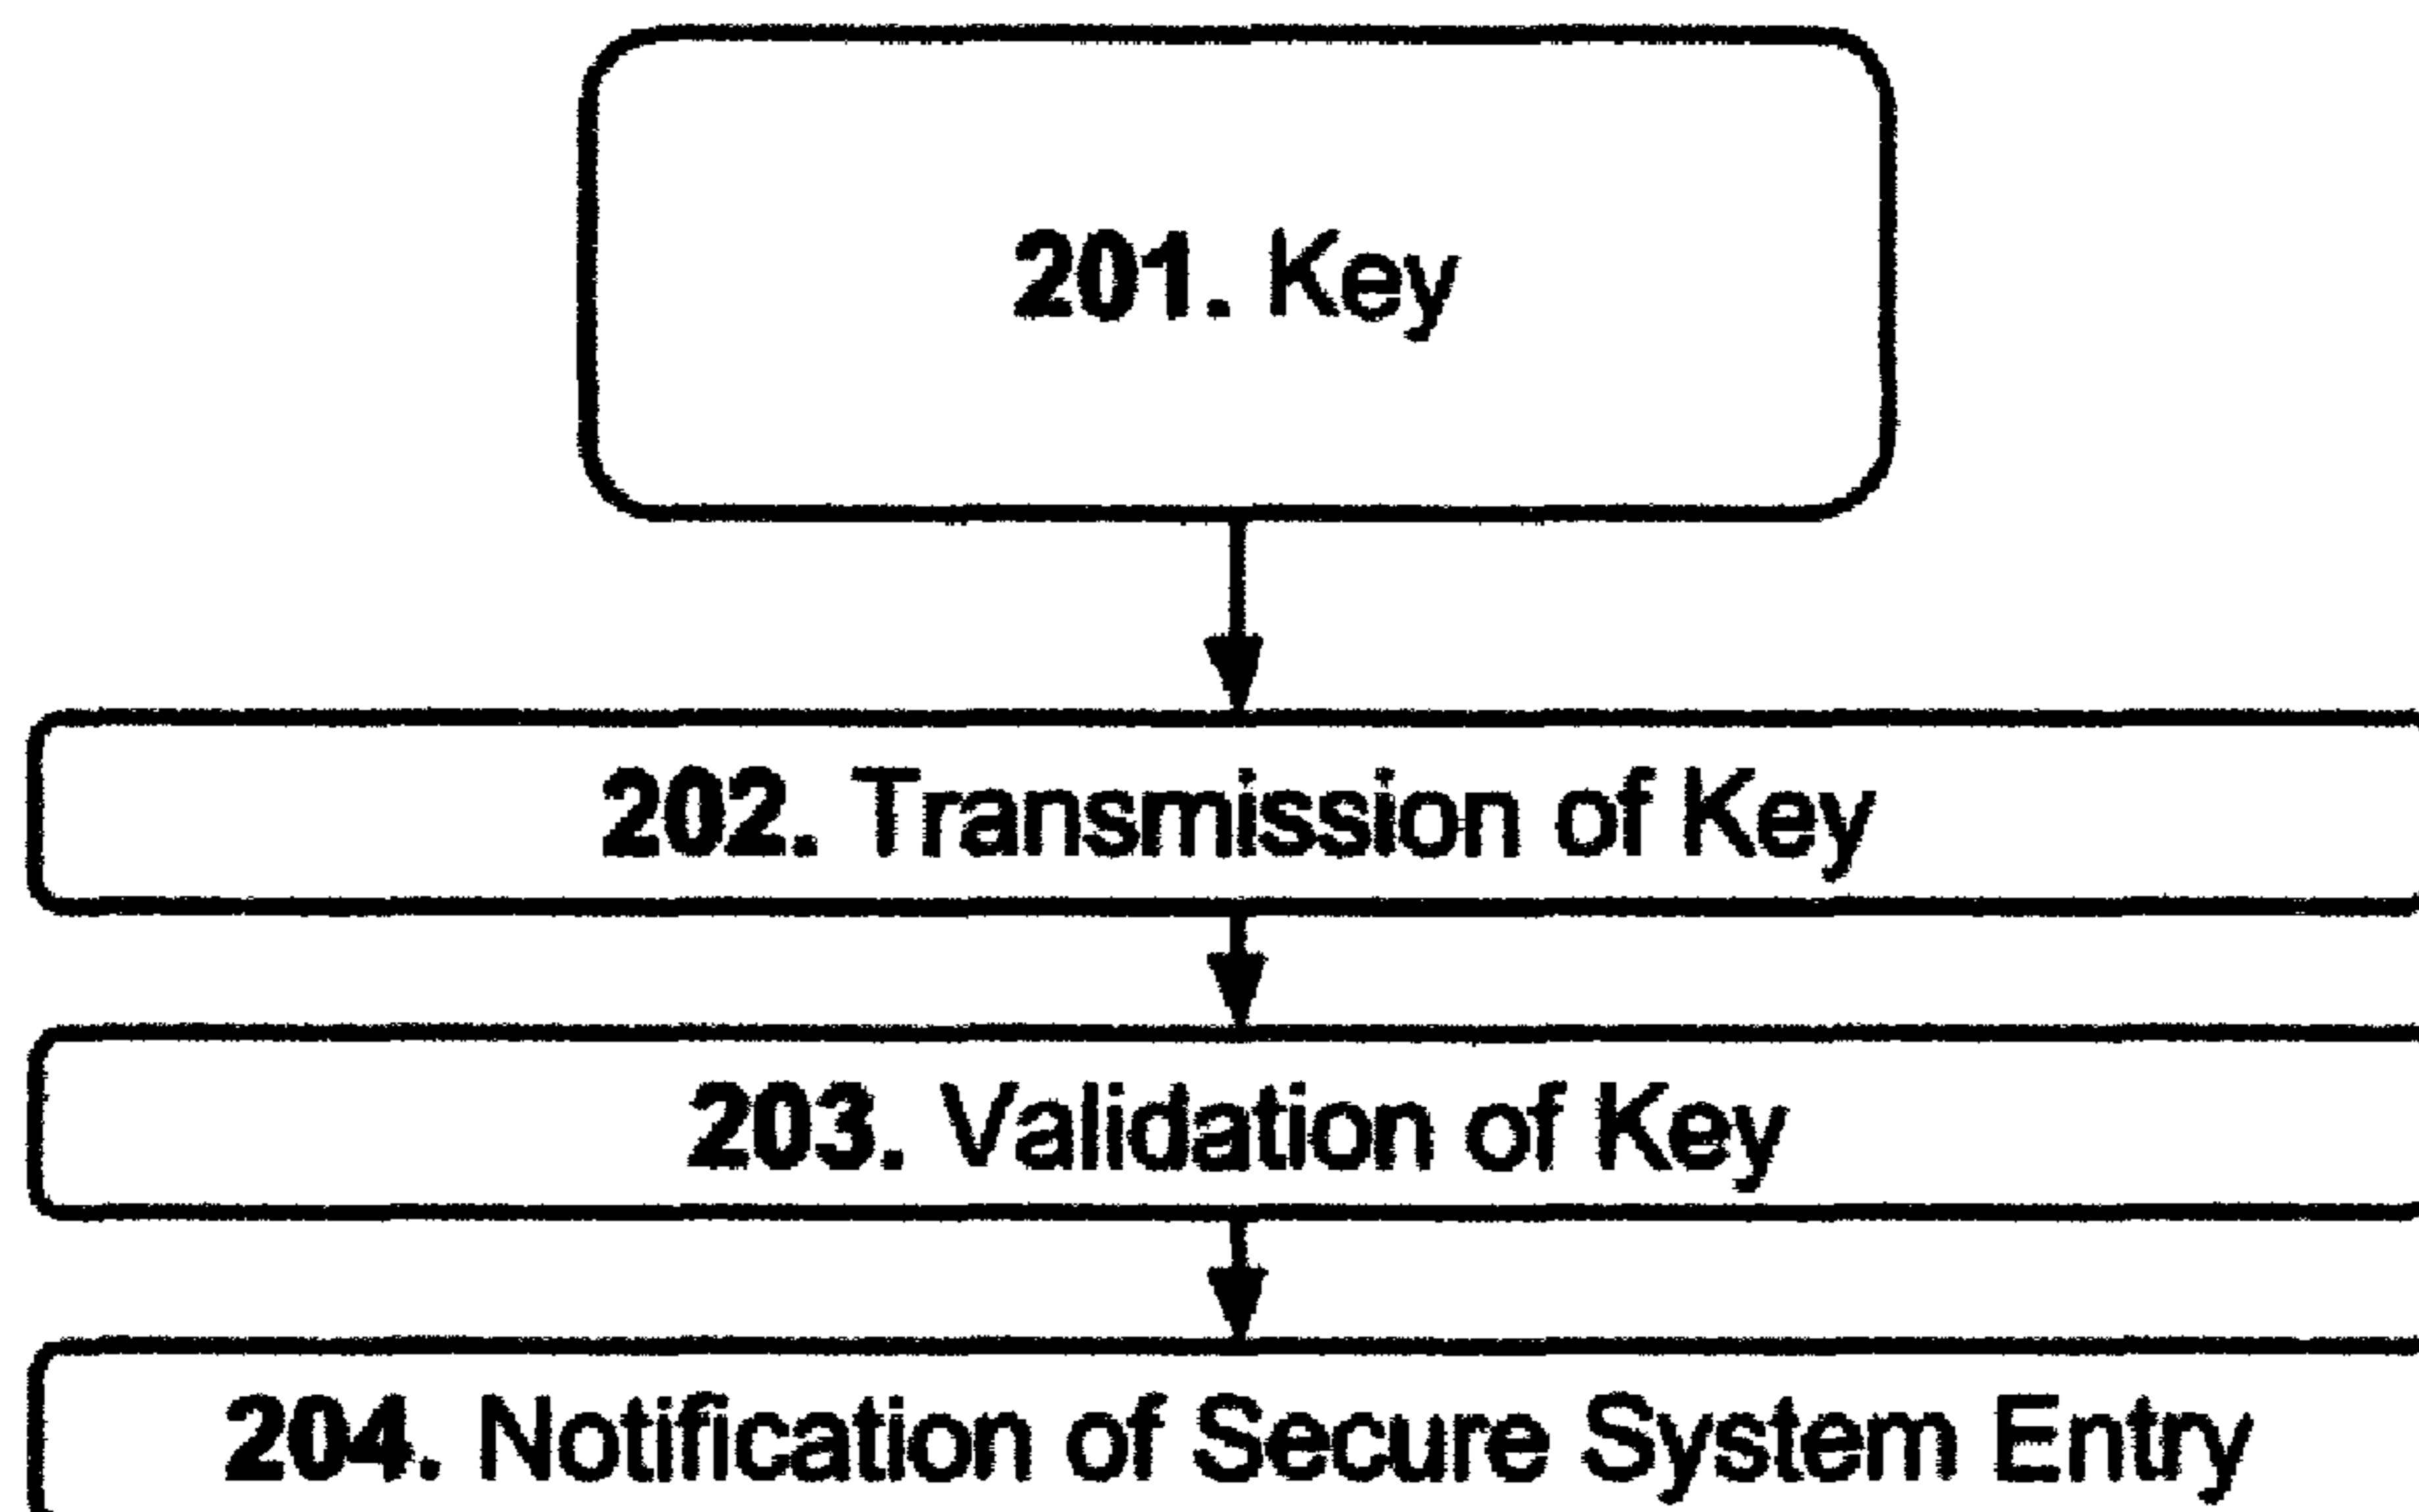 201. Key
202. Transmission of Key
203. Validation of Key
204. Notification of Secure System Entry